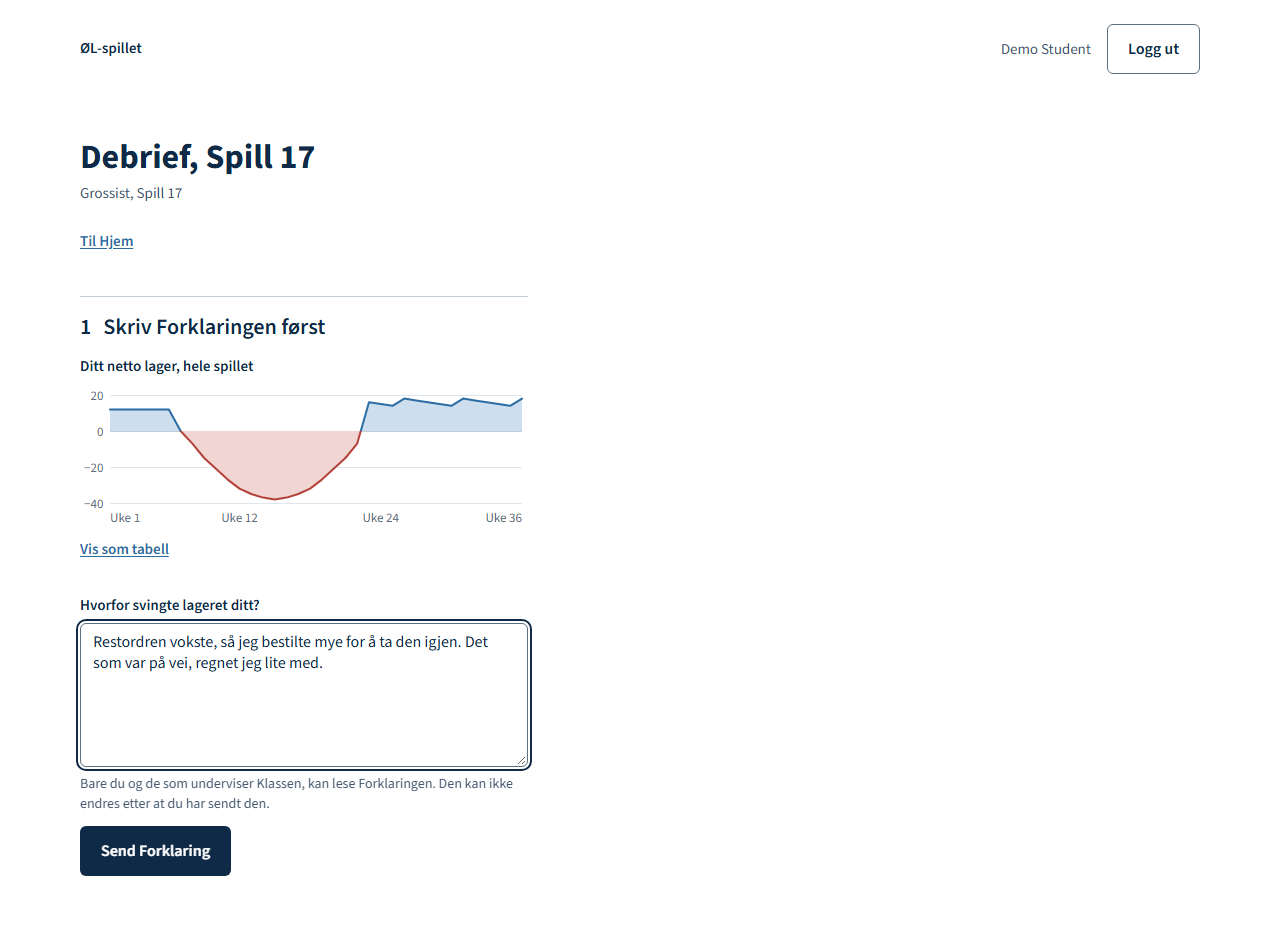 ØL-spillet
Demo Student
Logg ut
Debrief, Spill 17
Grossist, Spill 17
Til Hjem
1 Skriv Forklaringen først
Ditt netto lager, hele spillet
20
0
−20
−40
Uke 1
Uke 12
Uke 24
Uke 36
Vis som tabell
Hvorfor svingte lageret ditt?
Restordren vokste, så jeg bestilte mye for å ta den igjen. Det
som var på vei, regnet jeg lite med.
Bare du og de som underviser Klassen, kan lese Forklaringen. Den kan ikke
endres etter at du har sendt den.
Send Forklaring